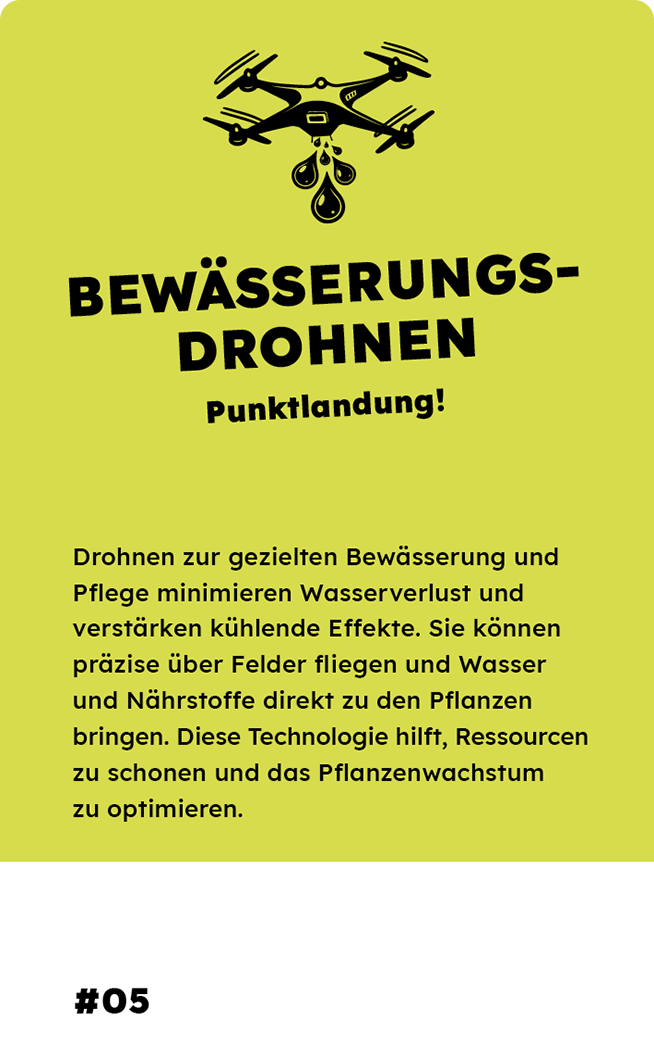 BEWÄSSERUNGS-
DROHNEN
Punktlandung!
Drohnen zur gezielten Bewässerung und
Pflege minimieren Wasserverlust und
verstärken kühlende Effekte. Sie können
präzise über Felder fliegen und Wasser
und Nährstoffe direkt zu den Pflanzen
bringen. Diese Technologie hilft, Ressourcen
zu schonen und das Pflanzenwachstum
zu optimieren.
#05